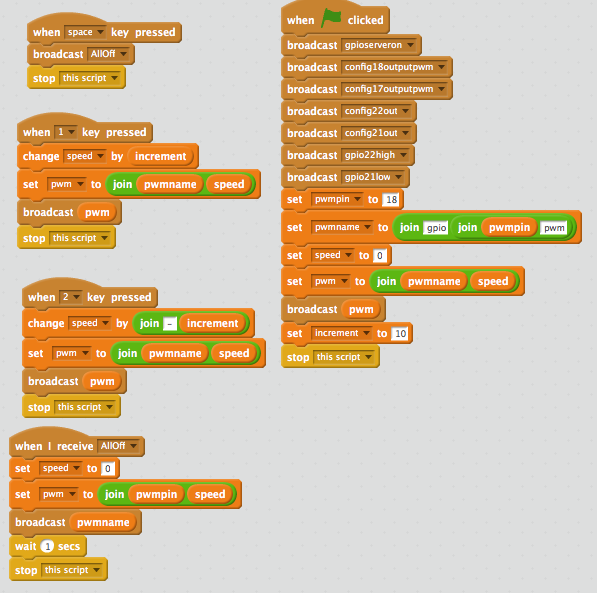 when space key pressed
broadcast AllOff
stop this script
when 1 key pressed
change speed by increment
set pwm to join pwmname speed
broadcast pwm
stop this script
when 2 key pressed
change speed by join - increment
set pwm to join pwmname speed
broadcast pwm
stop this script
when I receive AllOff
set speed to 0
set pwm to join pwmpin speed
broadcast pwmname
wait 1 secs
stop this script
when clicked
broadcast gpioserveron
broadcast config18outputpwm
broadcast config17outputpwm
broadcast config22out
broadcast config21out
broadcast gpio22high
broadcast gpio21low
set pwmpin to 18
set pwmname to join gpio join pwmpin pwm
set speed to 0
set pwm to join pwmname speed
broadcast pwm
set increment to 10
stop this script